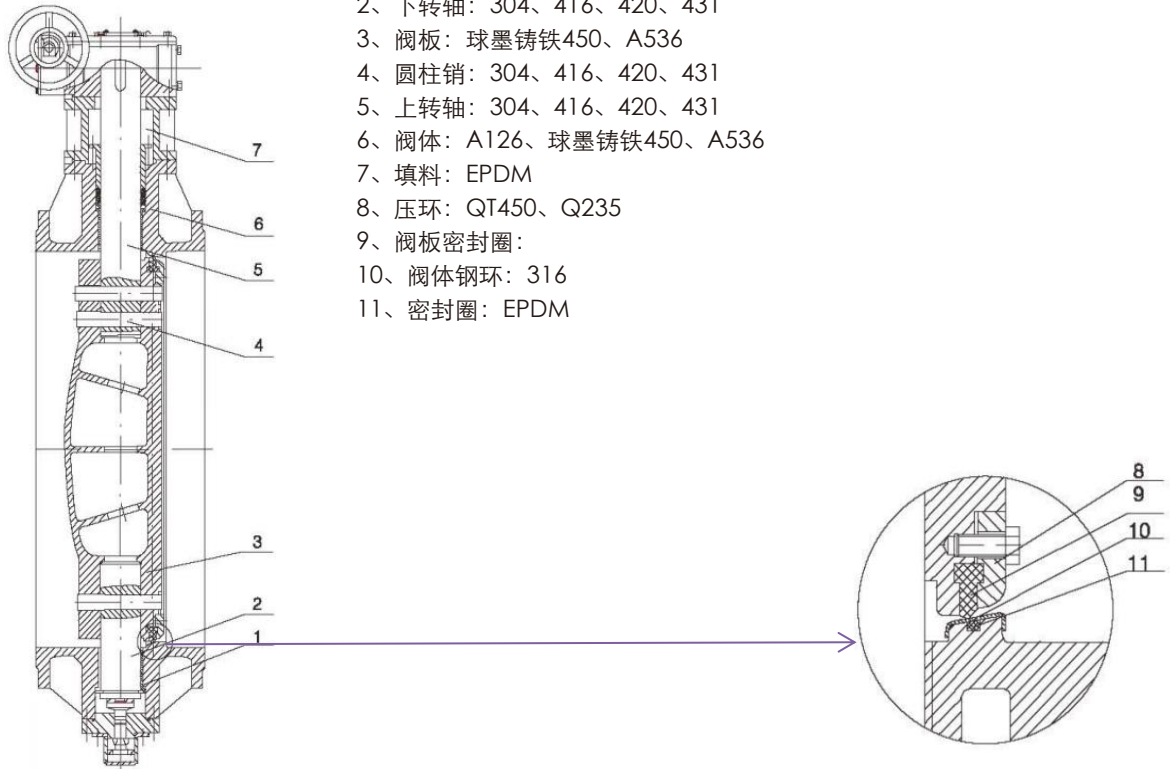 2、下转轴：304、416、420、431
3、阀板：球墨铸铁450、A536
4、圆柱销：304、416、420、431
5、上转轴：304、416、420、431
6、阀体：A126、球墨铸铁450、A536
7、填料：EPDM
8、压环：QT450、Q235
9、阀板密封圈：
10、阀体钢环：316
11、密封圈：EPDM
7
6
5
4
3
2
1
8
9
10
11